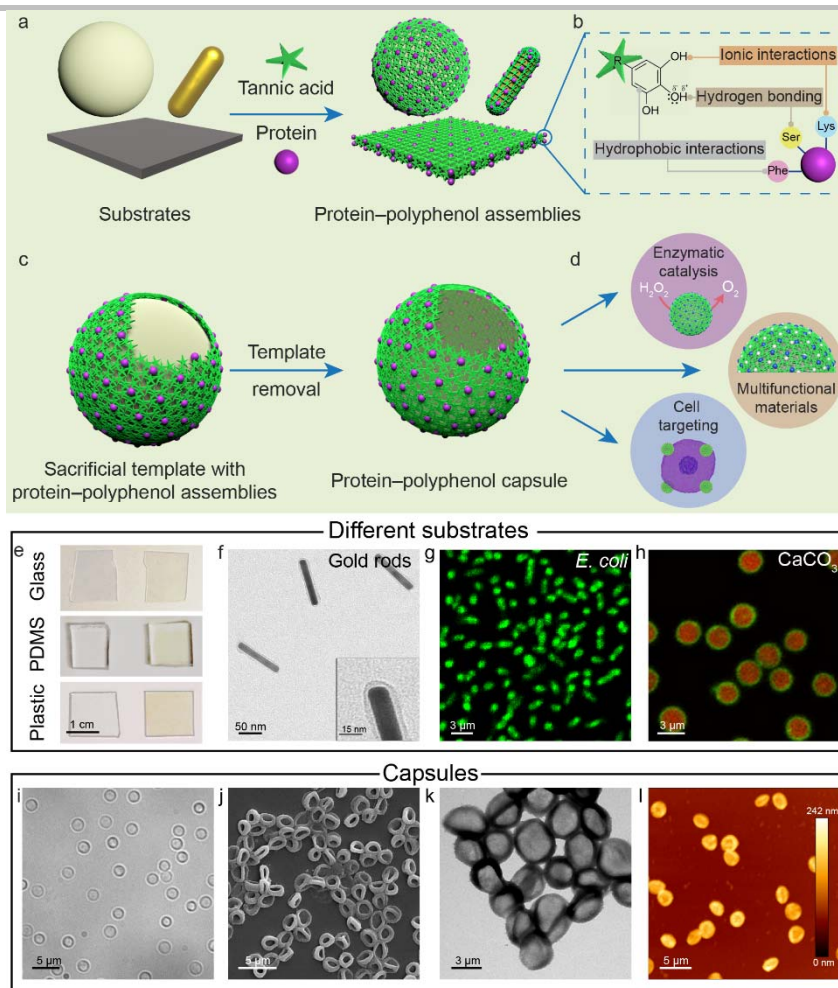 a
b
Tannic acid
Protein
Substrates
Protein–polyphenol assemblies
R
OH
δ⁻ δ⁺
OH
OH
Ionic interactions
Hydrogen bonding
Hydrophobic interactions
Ser
Lys
Phe
c
d
Template
removal
Sacrificial template with
protein–polyphenol assemblies
Protein–polyphenol capsule
Enzymatic
catalysis
H₂O₂
O₂
Multifunctional
materials
Cell
targeting
Different substrates
e
Glass
PDMS
Plastic
1 cm
f
Gold rods
50 nm
15 nm
g
E. coli
3 µm
h
CaCO₃
3 µm
Capsules
i
5 µm
j
5 µm
k
3 µm
l
242 nm
0 nm
5 µm